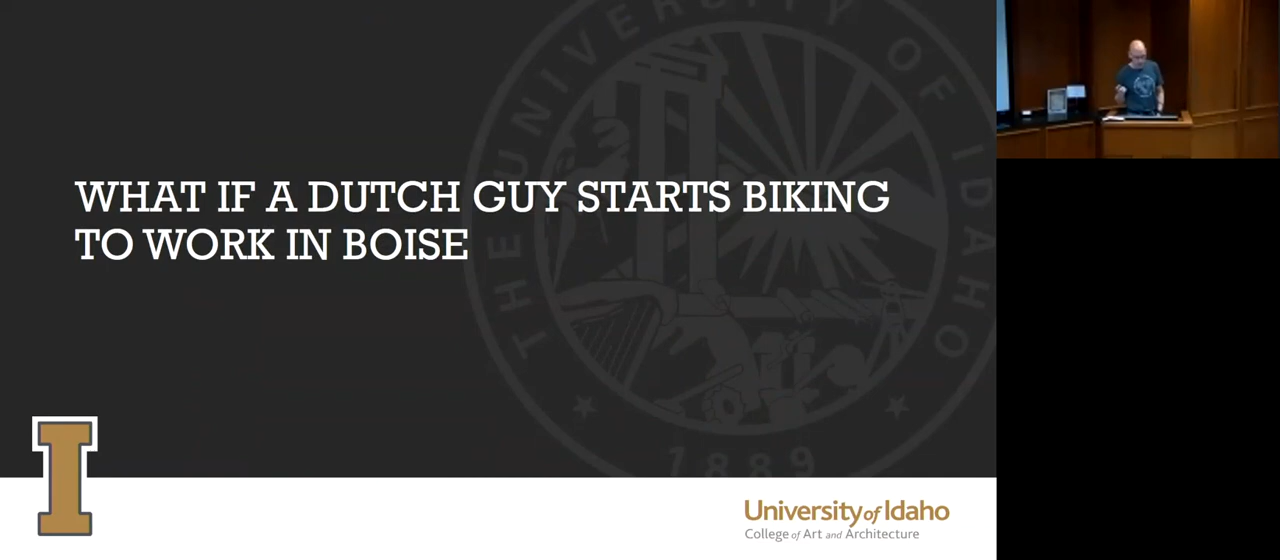 WHAT IF A DUTCH GUY STARTS BIKING
TO WORK IN BOISE
THE UNIVERSITY OF IDAHO
1889
I
University of Idaho
College of Art and Architecture